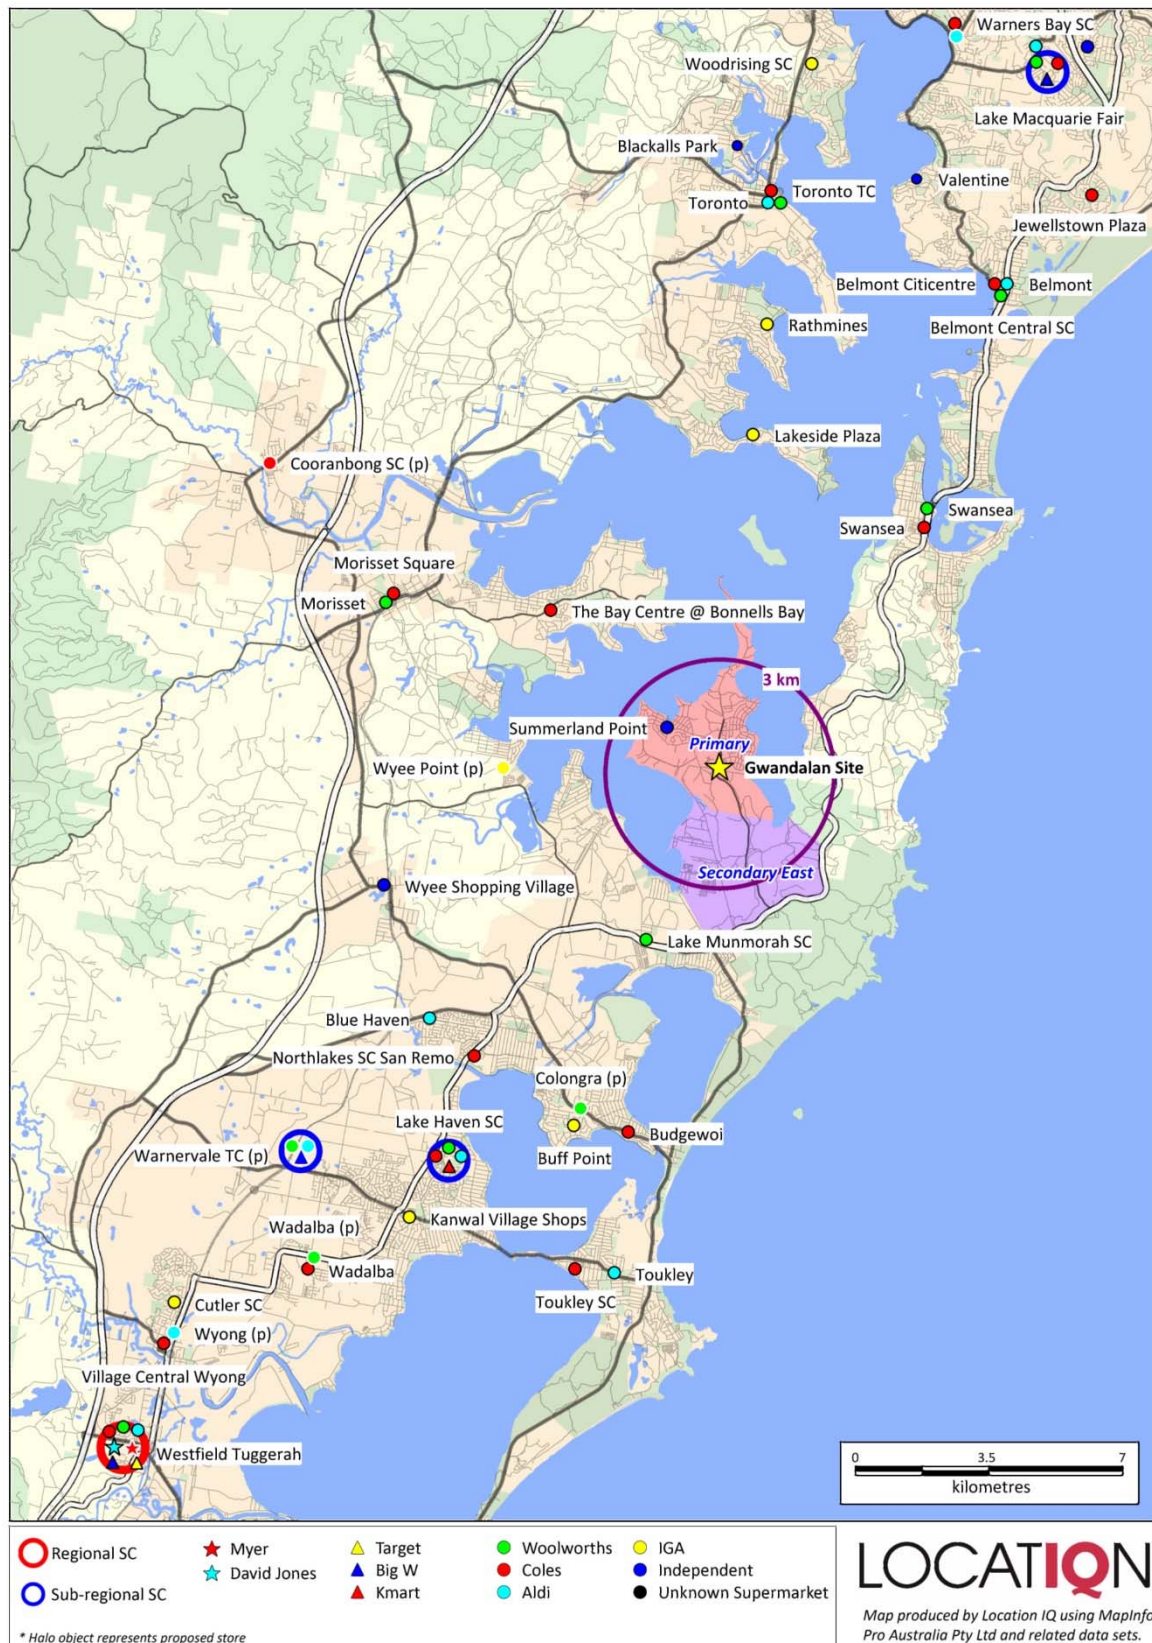 Warners Bay SC
Woodrising SC
Lake Macquarie Fair
Blackalls Park
Valentine
Toronto TC
Toronto
Jewellstown Plaza
Belmont Citicentre
Belmont
Belmont Central SC
Rathmines
Lakeside Plaza
Cooranbong SC (p)
Swansea
Swansea
Morisset Square
Morisset
The Bay Centre @ Bonnells Bay
3 km
Summerland Point
Primary
Wyee Point (p)
Gwandalan Site
Secondary East
Wyee Shopping Village
Lake Munmorah SC
Blue Haven
Northlakes SC San Remo
Colongra (p)
Lake Haven SC
Budgewoi
Warnervale TC (p)
Buff Point
Kanwal Village Shops
Wadalba (p)
Wadalba
Toukley
Toukley SC
Cutler SC
Wyong (p)
Village Central Wyong
Westfield Tuggerah
0 3.5 7
kilometres
Regional SC
Sub-regional SC
Myer
David Jones
Target
Big W
Kmart
Woolworths
Coles
Aldi
IGA
Independent
Unknown Supermarket
* Halo object represents proposed store
LOCATIQN
Map produced by Location IQ using MapInfo
Pro Australia Pty Ltd and related data sets.